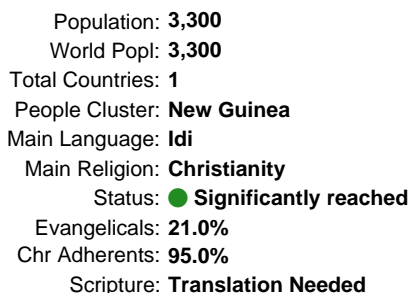 Population: 3,300
World Popl: 3,300
Total Countries: 1
People Cluster: New Guinea
Main Language: Idi
Main Religion: Christianity
Status: Significantly reached
Evangelicals: 21.0%
Chr Adherents: 95.0%
Scripture: Translation Needed